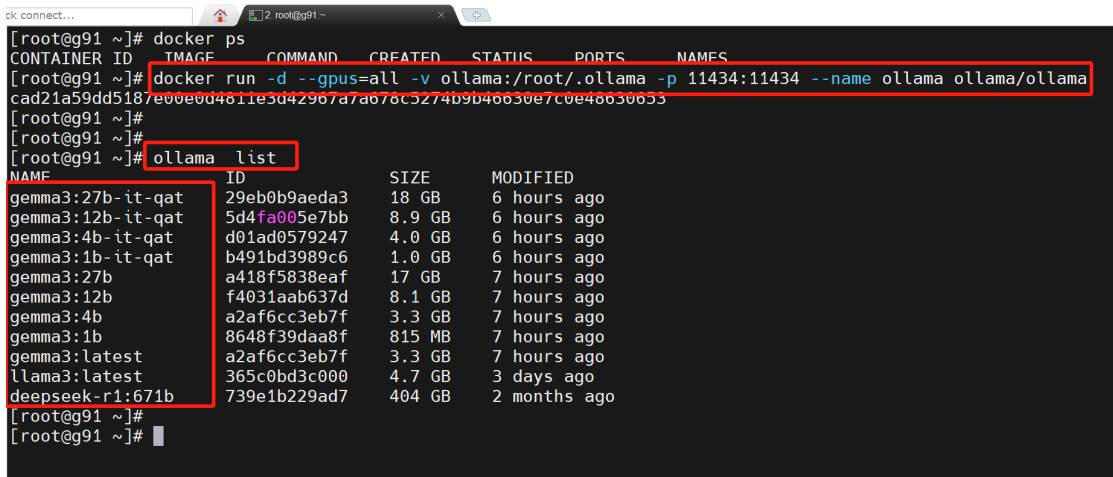 ck connect...
2. root@g91:~
[root@g91 ~]# docker ps
CONTAINER ID IMAGE COMMAND CREATED STATUS PORTS NAMES
[root@g91 ~]# docker run -d --gpus=all -v ollama:/root/.ollama -p 11434:11434 --name ollama ollama/ollama
cad21a59dd5187e00e0d4811e3d42967a7a678c5274b9b46630e7c0e48630653
[root@g91 ~]#
[root@g91 ~]#
[root@g91 ~]# ollama list
NAME ID SIZE MODIFIED
gemma3:27b-it-qat 29eb0b9aeda3 18 GB 6 hours ago
gemma3:12b-it-qat 5d4fa005e7bb 8.9 GB 6 hours ago
gemma3:4b-it-qat d01ad0579247 4.0 GB 6 hours ago
gemma3:1b-it-qat b491bd3989c6 1.0 GB 6 hours ago
gemma3:27b a418f5838eaf 17 GB 7 hours ago
gemma3:12b f4031aab637d 8.1 GB 7 hours ago
gemma3:4b a2af6cc3eb7f 3.3 GB 7 hours ago
gemma3:1b 8648f39daa8f 815 MB 7 hours ago
gemma3:latest a2af6cc3eb7f 3.3 GB 7 hours ago
llama3:latest 365c0bd3c000 4.7 GB 3 days ago
deepseek-r1:671b 739e1b229ad7 404 GB 2 months ago
[root@g91 ~]#
[root@g91 ~]#